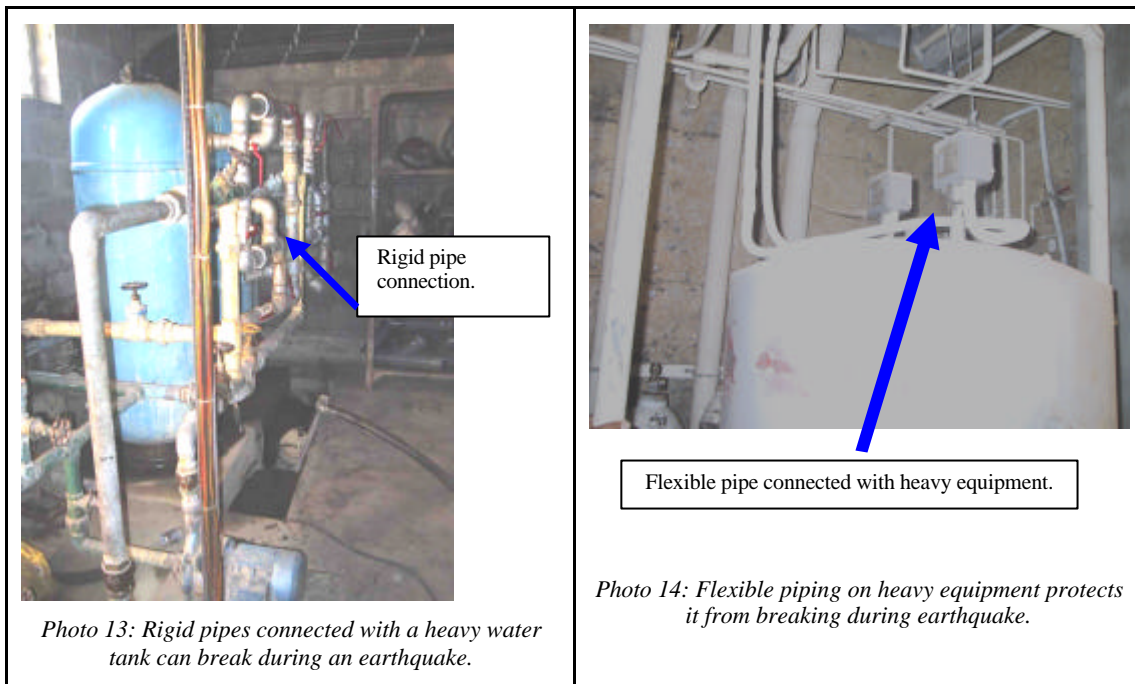 Rigid pipe
connection.
Photo 13: Rigid pipes connected with a heavy water
tank can break during an earthquake.
Flexible pipe connected with heavy equipment.
Photo 14: Flexible piping on heavy equipment protects
it from breaking during earthquake.